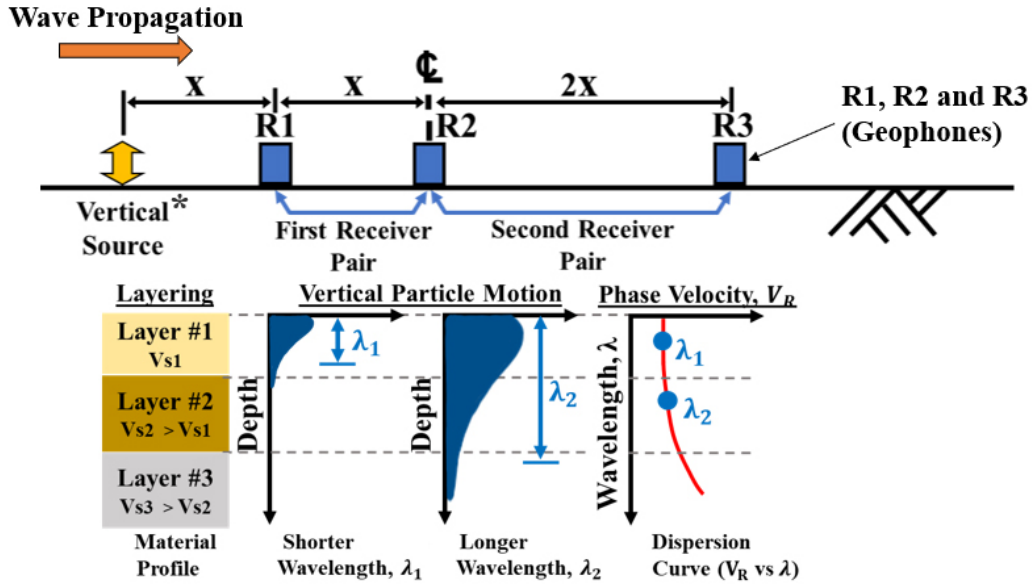 Wave Propagation
℄
X X 2X
R1 R2 R3
R1, R2 and R3
(Geophones)
Vertical*
Source
First Receiver
Pair
Second Receiver
Pair
Layering
Vertical Particle Motion
Phase Velocity, V_R
Layer #1
Vs1
Layer #2
Vs2 > Vs1
Layer #3
Vs3 > Vs2
Material
Profile
Depth
λ₁
Shorter
Wavelength, λ₁
Depth
λ₂
Longer
Wavelength, λ₂
Wavelength, λ
λ₁
λ₂
Dispersion
Curve (V_R vs λ)